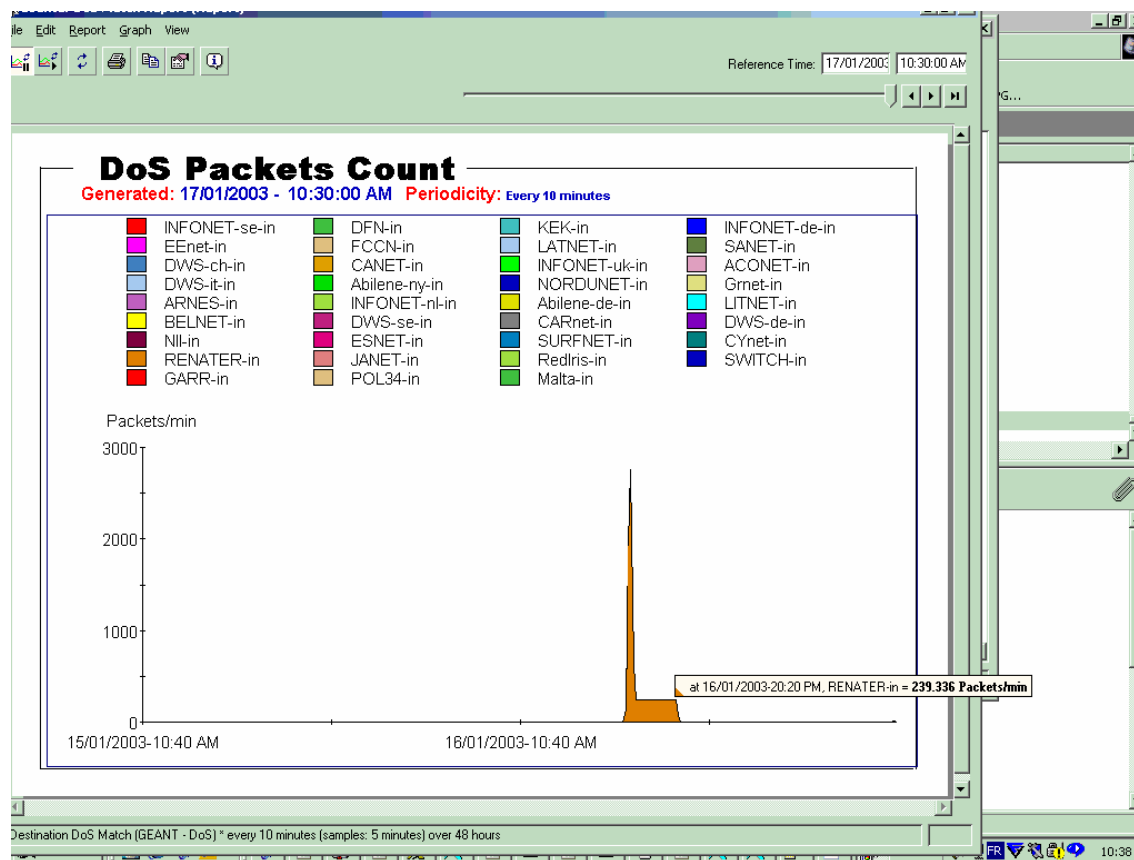 ile Edit Report Graph View
Reference Time: 17/01/2003 10:30:00 AM
'G...
DoS Packets Count
Generated: 17/01/2003 - 10:30:00 AM Periodicity: Every 10 minutes
INFONET-se-in DFN-in KEK-in INFONET-de-in
EEnet-in FCCN-in LATNET-in SANET-in
DWS-ch-in CANET-in INFONET-uk-in ACONET-in
DWS-it-in Abilene-ny-in NORDUNET-in Grnet-in
ARNES-in INFONET-nl-in Abilene-de-in LITNET-in
BELNET-in DWS-se-in CARnet-in DWS-de-in
NII-in ESNET-in SURFNET-in CYnet-in
RENATER-in JANET-in RedIris-in SWITCH-in
GARR-in POL34-in Malta-in
Packets/min
3000
2000
1000
at 16/01/2003-20:20 PM, RENATER-in = 239.336 Packets/min
0
15/01/2003-10:40 AM 16/01/2003-10:40 AM
Destination DoS Match (GEANT - DoS) * every 10 minutes (samples: 5 minutes) over 48 hours
FR 10:38